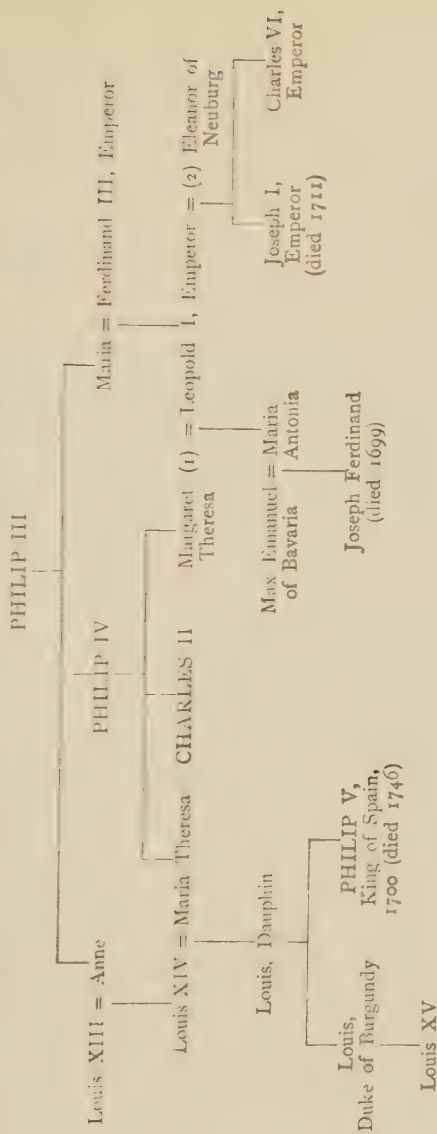 PHILIP III
Louis XIII = Anne
PHILIP IV
Maria = Ferdinand III, Emperor
Louis XIV = Maria Theresa
CHARLES II
Margaret (1) = Leopold I, Emperor = (2) Eleanor of
Theresa
Neuburg
Louis, Dauphin
Max Emanuel = Maria
of Bavaria
Antonia
Joseph I,
Emperor
(died 1711)
Charles VI,
Emperor
Louis,
Duke of Burgundy
PHILIP V,
King of Spain,
1700 (died 1746)
Joseph Ferdinand
(died 1699)
Louis XV